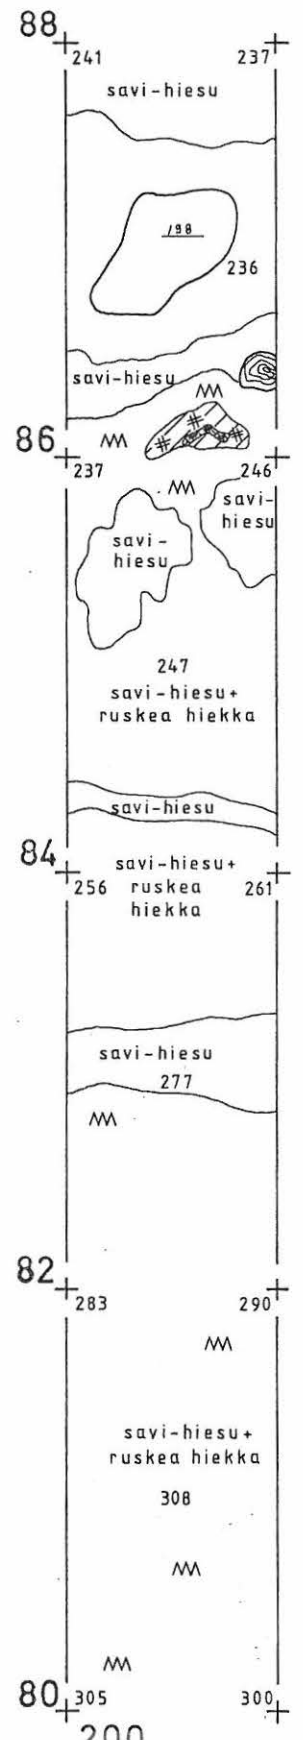 88
241 237
savi-hiesu
198
236
savi-hiesu
86
237 246
savi-
hiesu
savi-
hiesu
247
savi-hiesu+
ruskea hiekka
savi-hiesu
84
savi-hiesu+
256 ruskea 261
hiekka
savi-hiesu
277
82
283 290
savi-hiesu+
ruskea hiekka
308
80 305 300
200